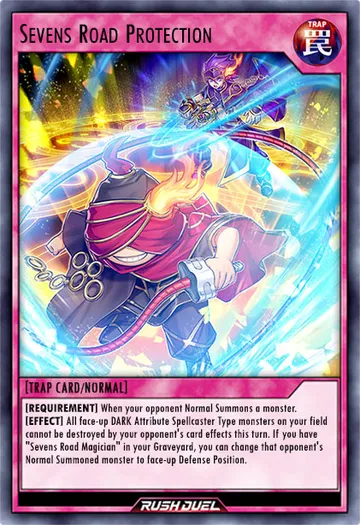 Sevens Road Protection
TRAP
罠
[TRAP CARD/NORMAL]
[REQUIREMENT] When your opponent Normal Summons a monster.
[EFFECT] All face-up DARK Attribute Spellcaster Type monsters on your field
cannot be destroyed by your opponent's card effects this turn. If you have
"Sevens Road Magician" in your Graveyard, you can change that opponent's
Normal Summoned monster to face-up Defense Position.
RUSH DUEL